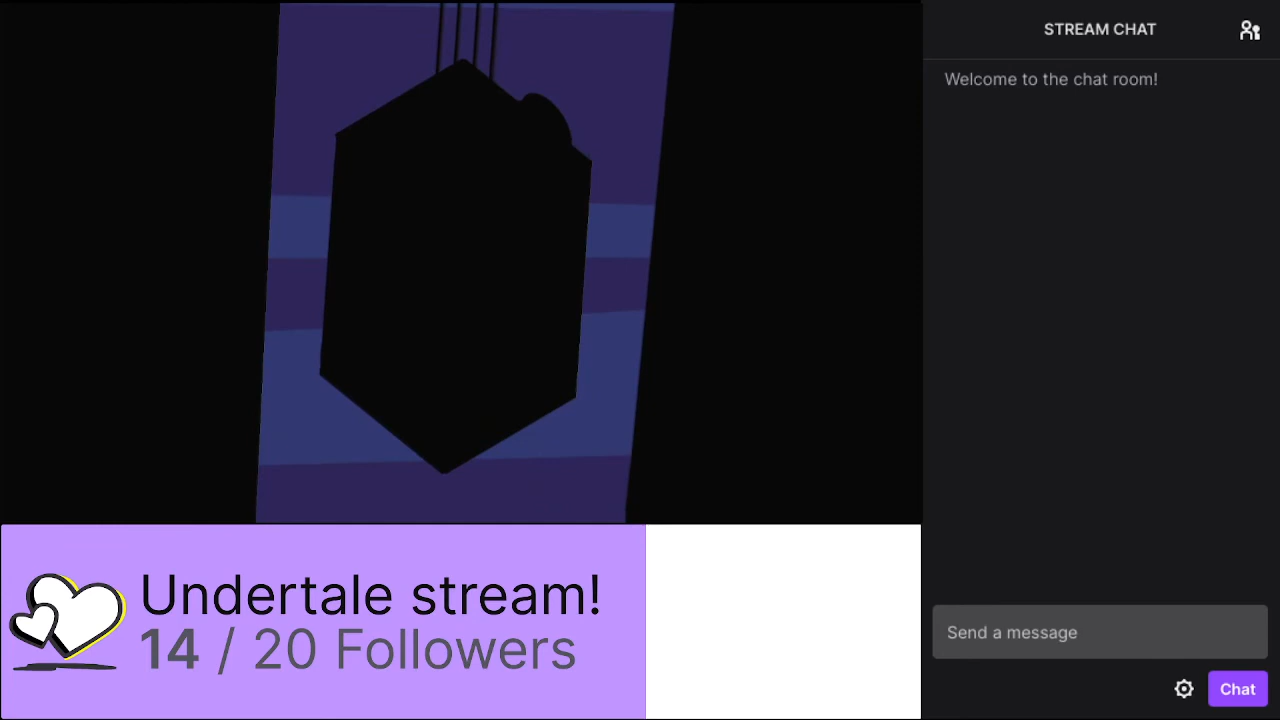 STREAM CHAT
Welcome to the chat room!
Undertale stream!
14 / 20 Followers
Send a message
Chat